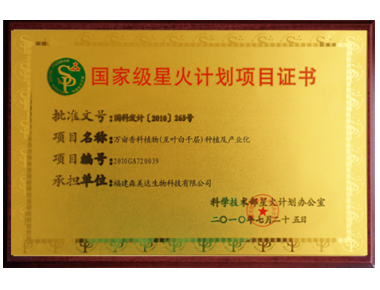 国家级星火计划项目证书
批准文号:国科发计〔2010〕265号
项目名称:万亩香料植物(互叶白千层)种植及产业化
项目编号:2010GA720039
承担单位:福建森美达生物科技有限公司
科学技术部星火计划办公室
二〇一〇年七月二十五日